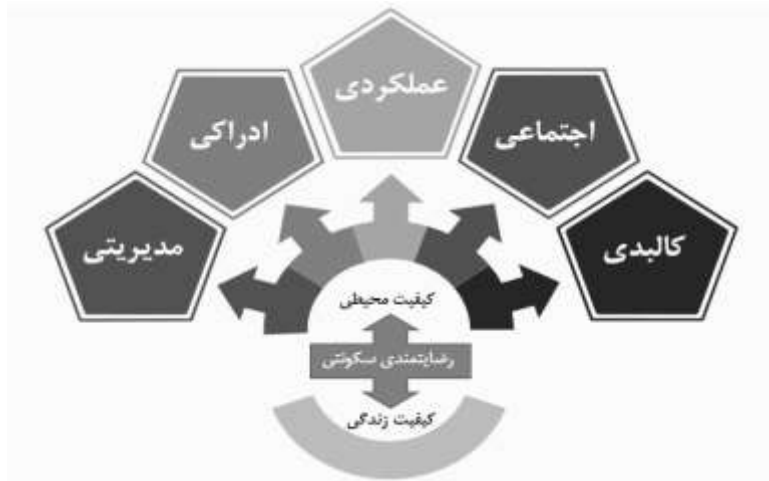 عملکردی
ادراکی
اجتماعی
مدیریتی
کالبدی
کیفیت محیطی
رضایتمندی سکونتی
کیفیت زندگی